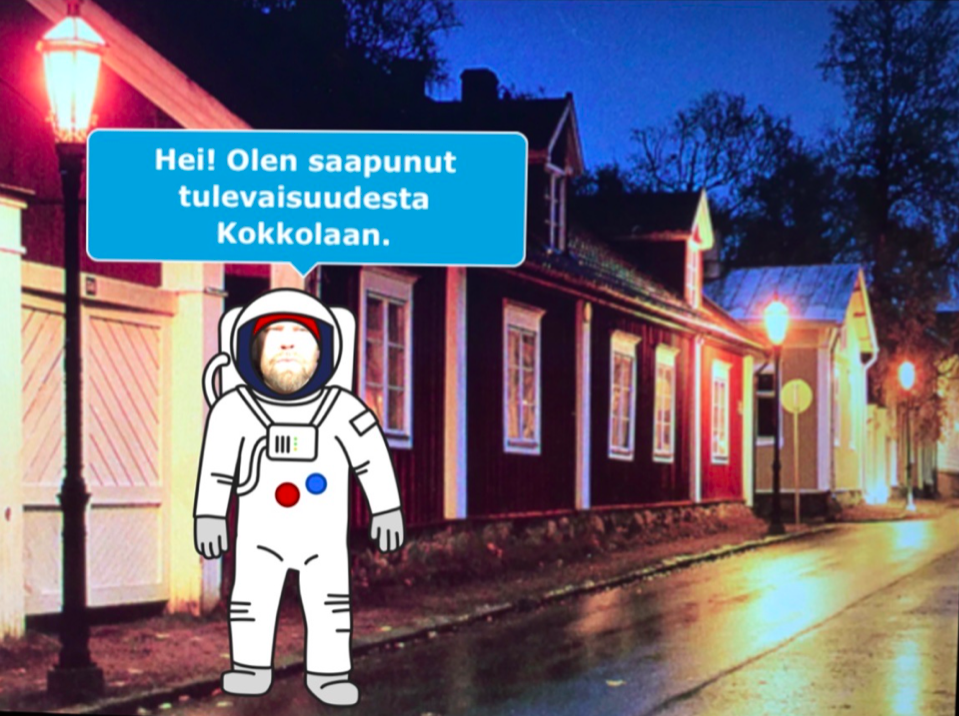 Hei! Olen saapunut
tulevaisuudesta
Kokkolaan.